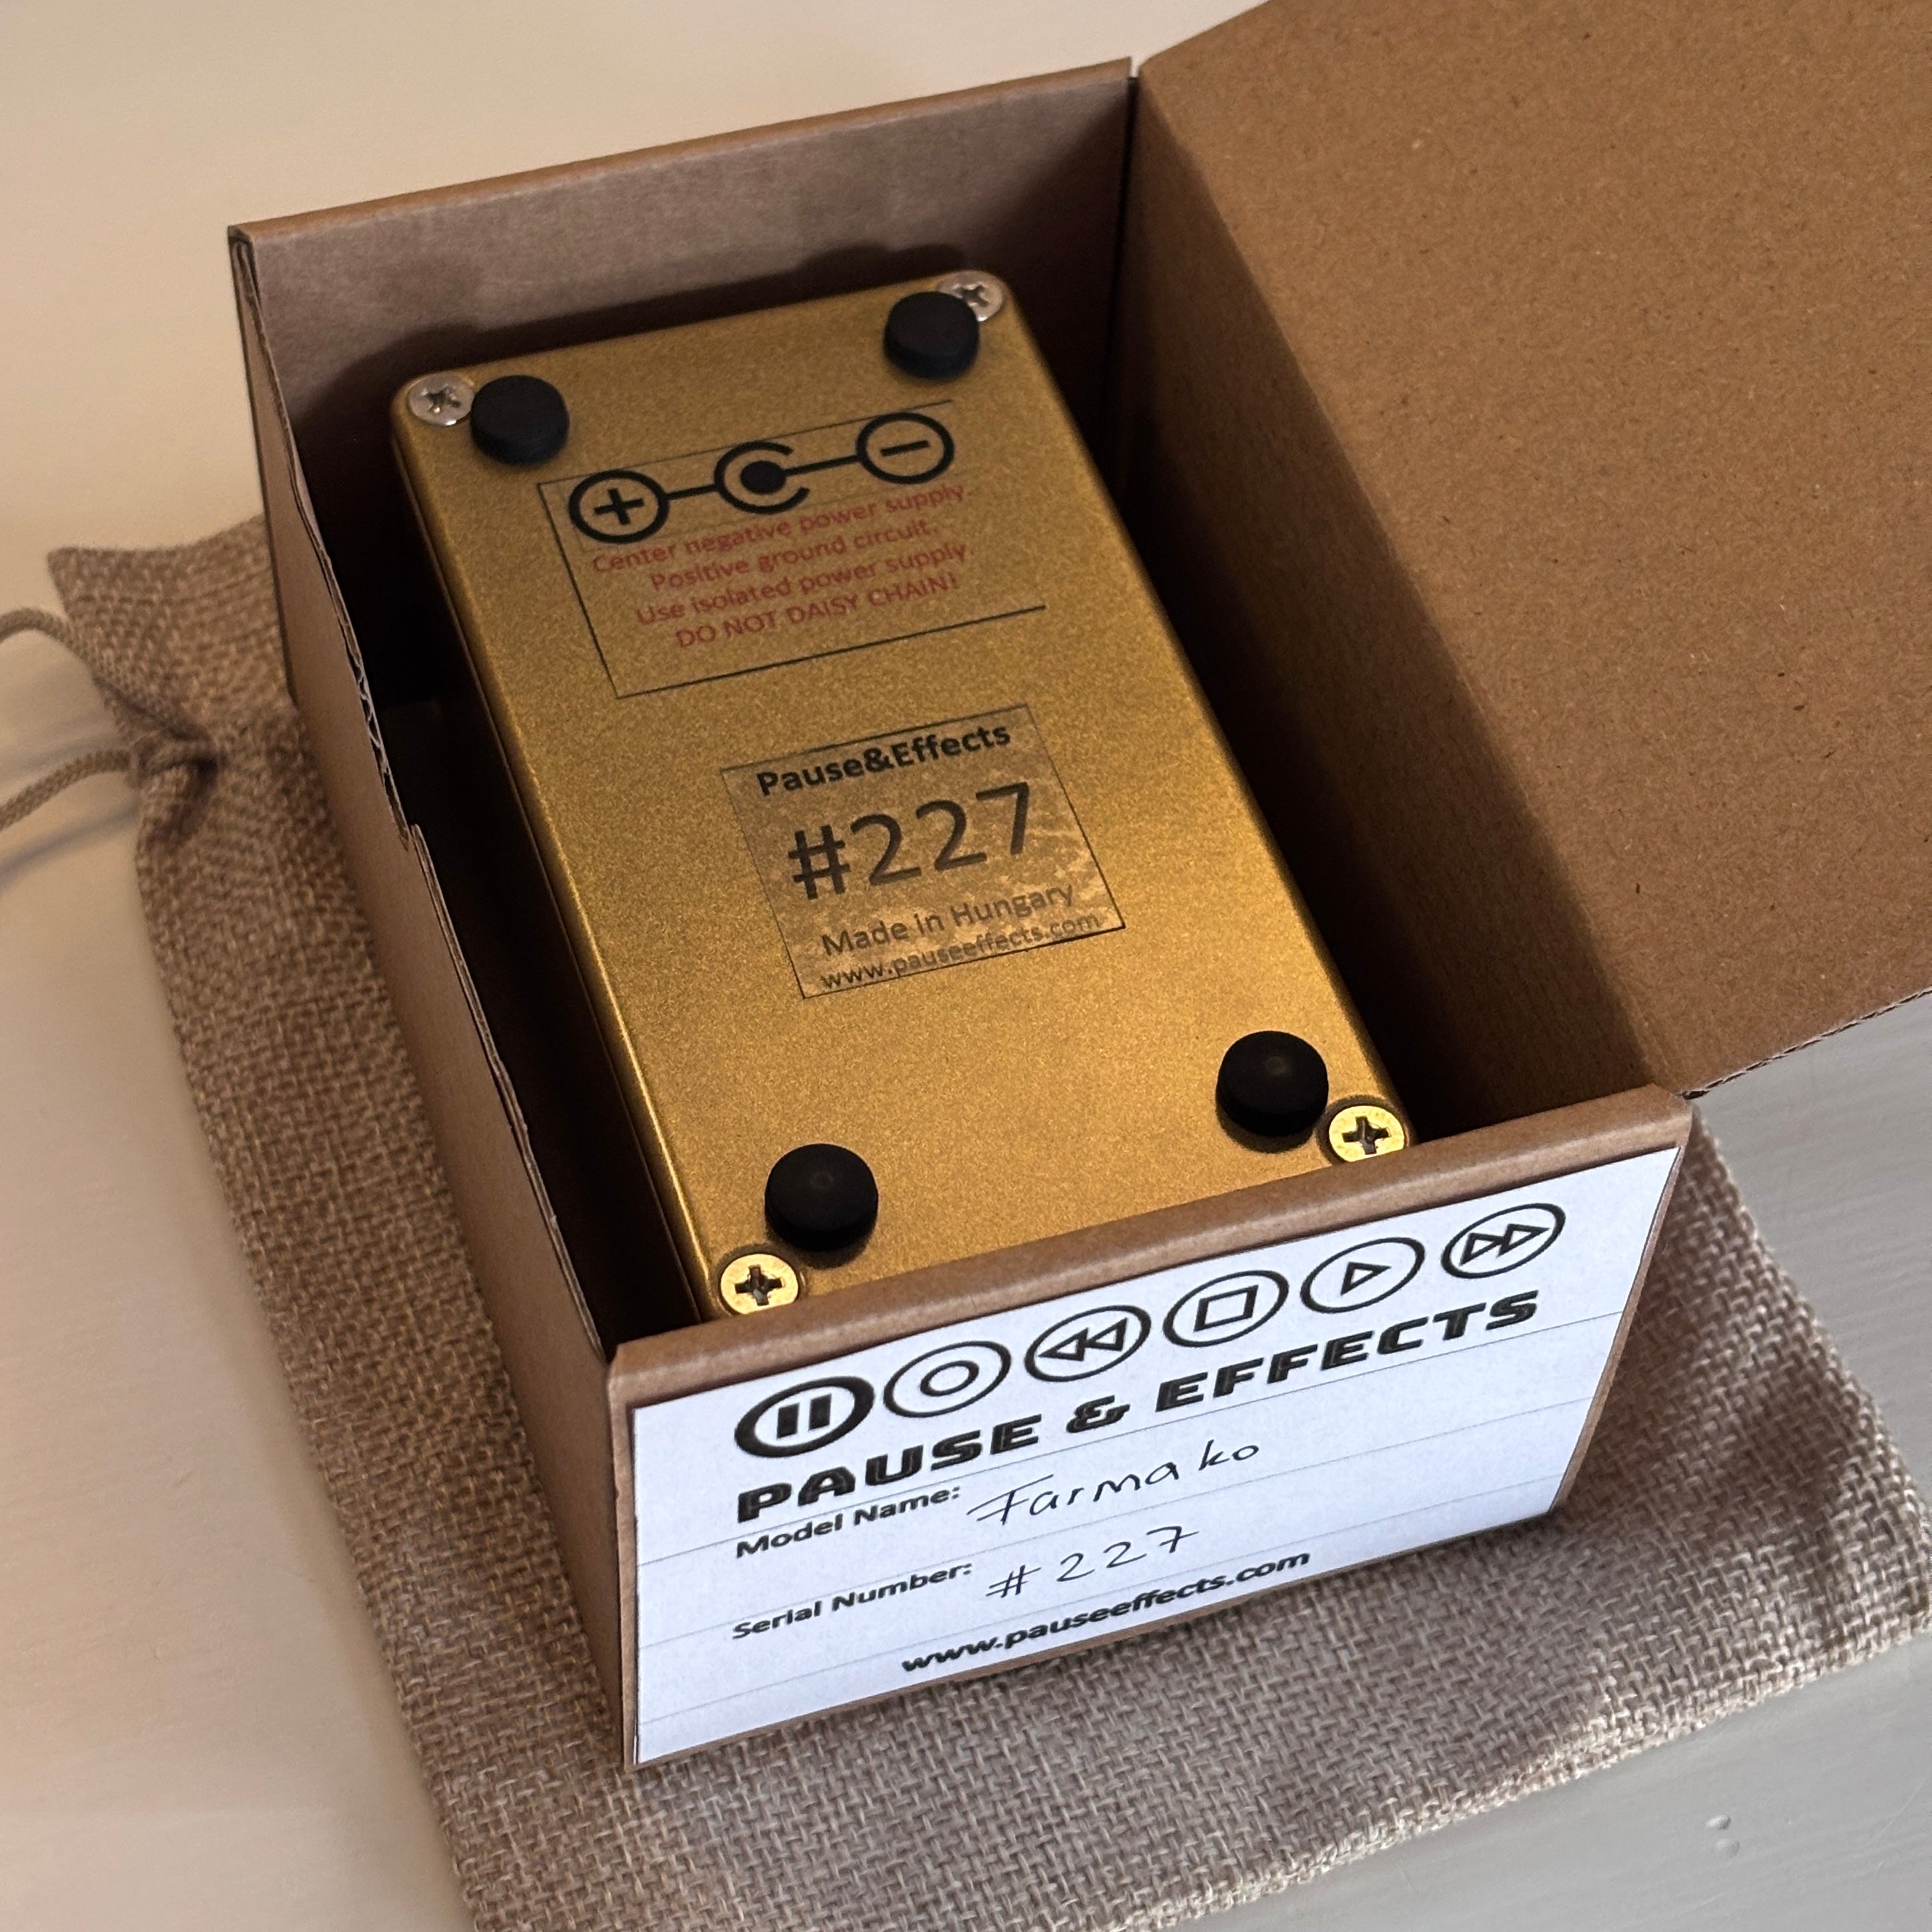 Center negative power supply.
Positive ground circuit.
Use isolated power supply.
DO NOT DAISY CHAIN!
Pause&Effects
#227
Made in Hungary
www.pauseeffects.com
PAUSE & EFFECTS
Model Name: Farmako
Serial Number: #227
www.pauseeffects.com